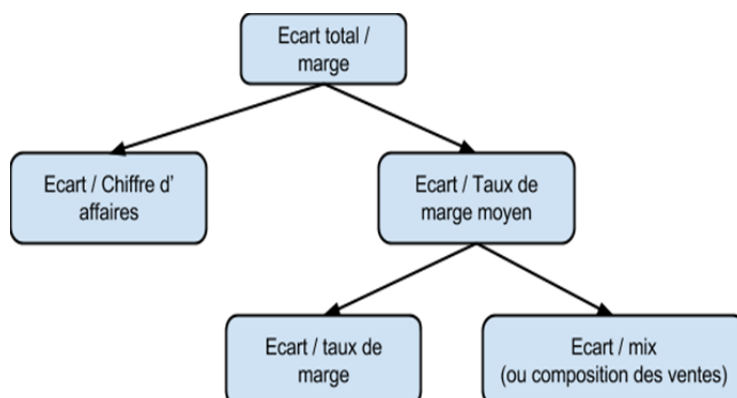 Ecart total /
marge
Ecart / Chiffre d'
affaires
Ecart / Taux de
marge moyen
Ecart / taux de
marge
Ecart / mix
(ou composition des ventes)